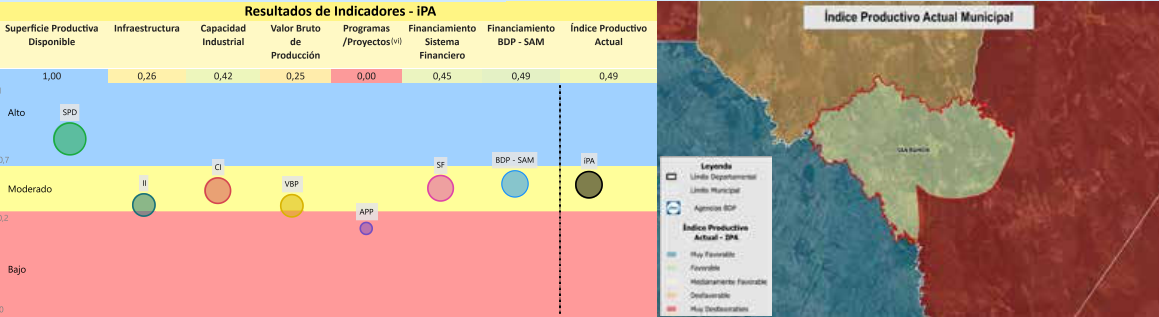 Resultados de Indicadores - iPA
Superficie Productiva Disponible
Infraestructura
Capacidad Industrial
Valor Bruto de Producción
Programas /Proyectos(vi)
Financiamiento Sistema Financiero
Financiamiento BDP - SAM
Índice Productivo Actual
1,00 0,26 0,42 0,25 0,00 0,45 0,49 0,49
Alto
SPD
0,7
Moderado
II
CI
VBP
APP
SF
BDP - SAM
iPA
0,2
Bajo
0
Índice Productivo Actual Municipal
SAN RAMÓN
Leyenda
Límite Departamental
Límite Municipal
Agencias BDP
Índice Productivo
Actual - IPA
Muy Favorable
Favorable
Medianamente Favorable
Desfavorable
Muy Desfavorable